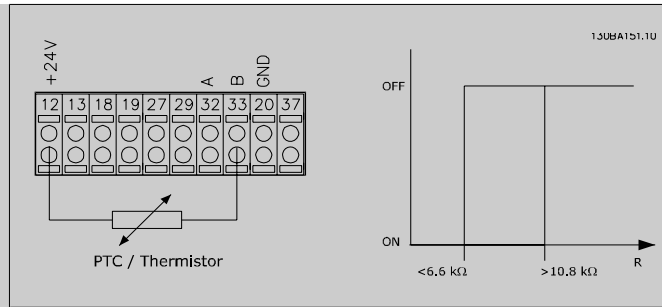 130BA151.10
+24V
A
B
GND
12 13 18 19 27 29 32 33 20 37
PTC / Thermistor
OFF
ON
<6.6 kΩ
>10.8 kΩ
R